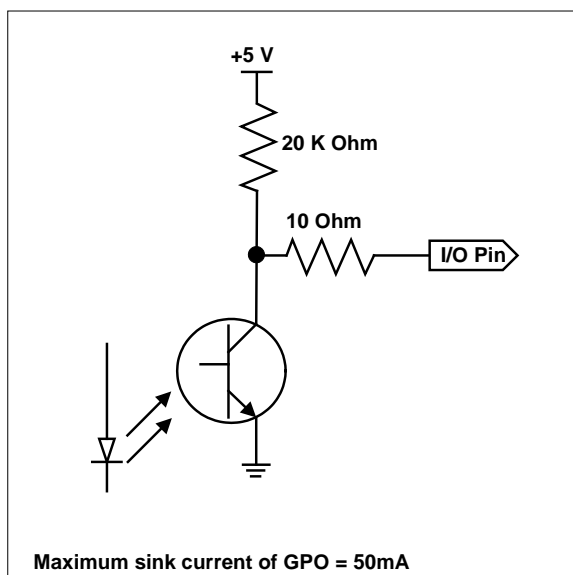 +5 V
20 K Ohm
10 Ohm
I/O Pin
Maximum sink current of GPO = 50mA